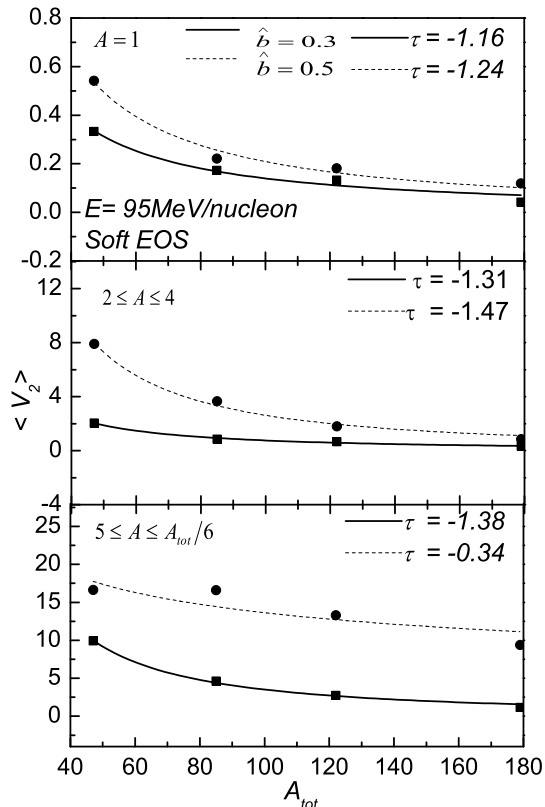 0.8
0.6
0.4
0.2
0.0
-0.2
A = 1
b̂ = 0.3
τ = -1.16
b̂ = 0.5
τ = -1.24
E= 95MeV/nucleon
Soft EOS
12
8
4
0
-4
2 ≤ A ≤ 4
τ = -1.31
τ = -1.47
< V₂ >
25
20
15
10
5
0
5 ≤ A ≤ A_tot/6
τ = -1.38
τ = -0.34
40 60 80 100 120 140 160 180
A_tot